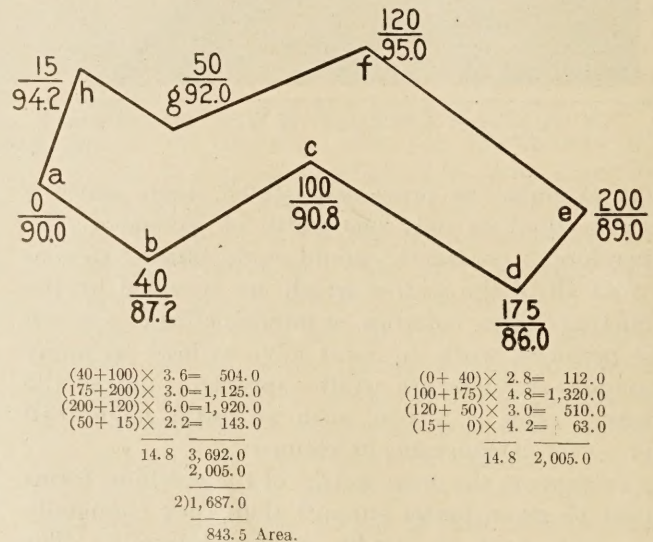 120
95.0
f
15
94.2
h
50
92.0
g
a
0
90.0
c
100
90.8
b
40
87.2
e
200
89.0
d
175
86.0
(40+100)× 3.6= 504.0
(175+200)× 3.0=1,125.0
(200+120)× 6.0=1,920.0
(50+ 15)× 2.2= 143.0
14.8 3,692.0
2,005.0
2)1,687.0
843.5 Area.
(0+ 40)× 2.8= 112.0
(100+175)× 4.8=1,320.0
(120+ 50)× 3.0= 510.0
(15+ 0)× 4.2= 63.0
14.8 2,005.0